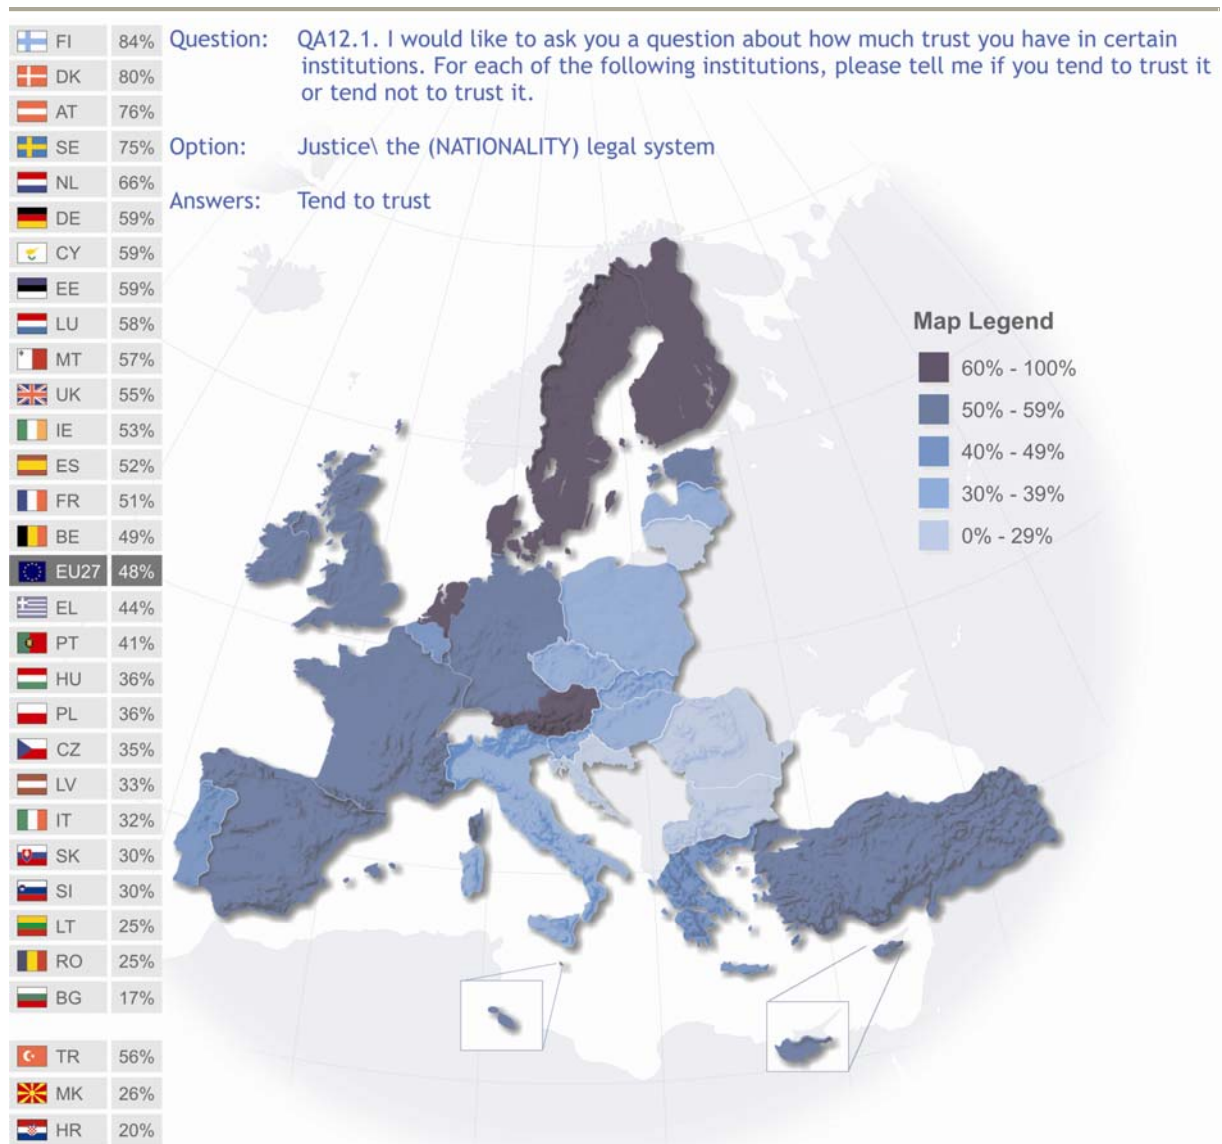 FI 84%
DK 80%
AT 76%
SE 75%
NL 66%
DE 59%
CY 59%
EE 59%
LU 58%
MT 57%
UK 55%
IE 53%
ES 52%
FR 51%
BE 49%
EU27 48%
EL 44%
PT 41%
HU 36%
PL 36%
CZ 35%
LV 33%
IT 32%
SK 30%
SI 30%
LT 25%
RO 25%
BG 17%
TR 56%
MK 26%
HR 20%
Question: QA12.1. I would like to ask you a question about how much trust you have in certain
institutions. For each of the following institutions, please tell me if you tend to trust it
or tend not to trust it.
Option: Justice\ the (NATIONALITY) legal system
Answers: Tend to trust
Map Legend
60% - 100%
50% - 59%
40% - 49%
30% - 39%
0% - 29%